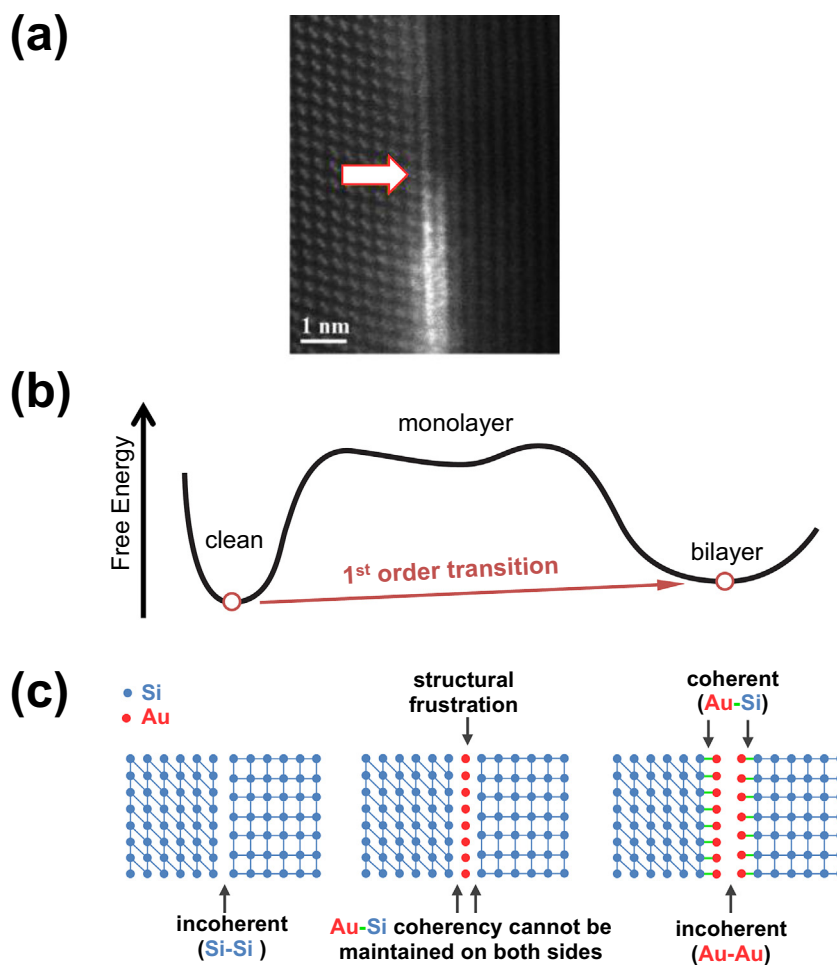 (a)
1 nm
(b)
Free Energy
monolayer
clean
bilayer
1st order transition
(c)
Si
Au
structural
frustration
coherent
(Au-Si)
incoherent
(Si-Si )
Au-Si coherency cannot be
maintained on both sides
incoherent
(Au-Au)